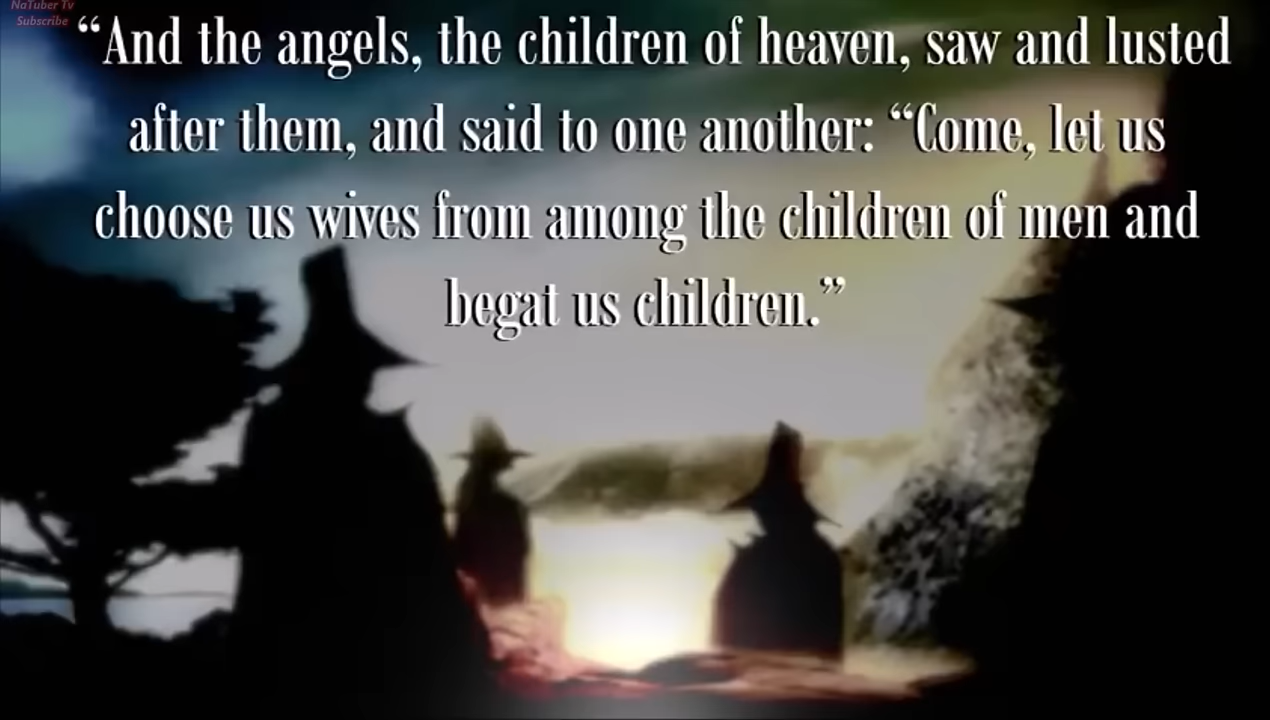 NaTuber Tv
Subscribe
“And the angels, the children of heaven, saw and lusted
after them, and said to one another: “Come, let us
choose us wives from among the children of men and
begat us children.”